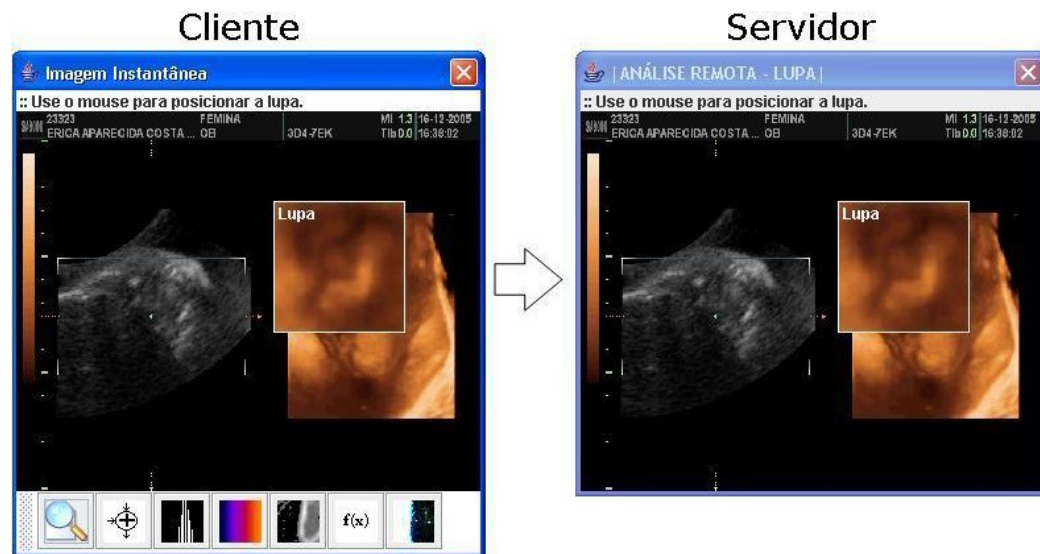 Cliente
Servidor
Imagem Instantânea
:: Use o mouse para posicionar a lupa.
23323 FEMINA MI 1.3 16-12-2005
ERICA APARECIDA COSTA ... OB 3D4-7EK TIb 0.0 16:38:02
Lupa
f(x)
| ANÁLISE REMOTA - LUPA |
:: Use o mouse para posicionar a lupa.
23323 FEMINA MI 1.3 16-12-2005
ERICA APARECIDA COSTA ... OB 3D4-7EK TIb 0.0 16:38:02
Lupa